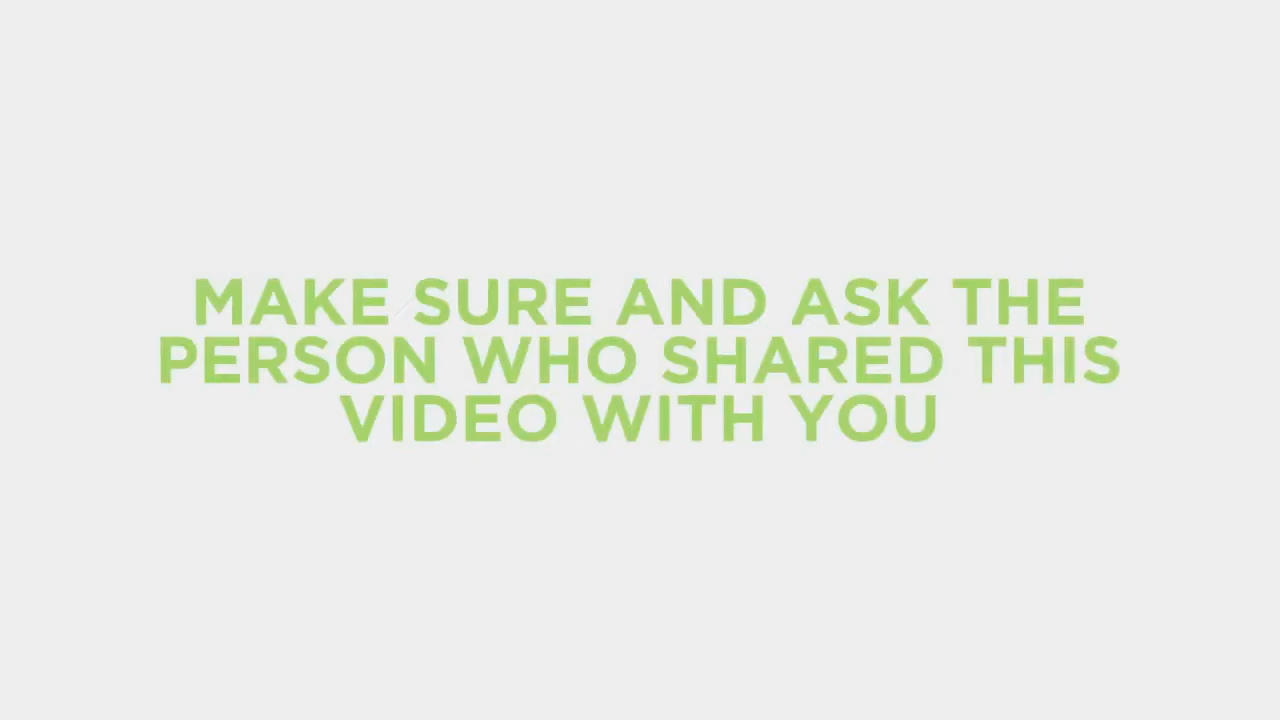 MAKE SURE AND ASK THE
PERSON WHO SHARED THIS
VIDEO WITH YOU